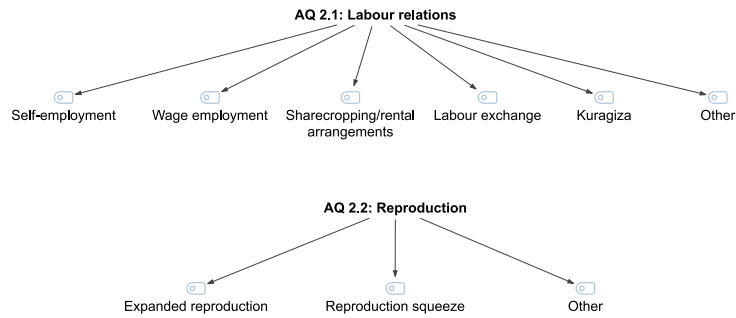 AQ 2.1: Labour relations
Self-employment
Wage employment
Sharecropping/rental
arrangements
Labour exchange
Kuragiza
Other
AQ 2.2: Reproduction
Expanded reproduction
Reproduction squeeze
Other